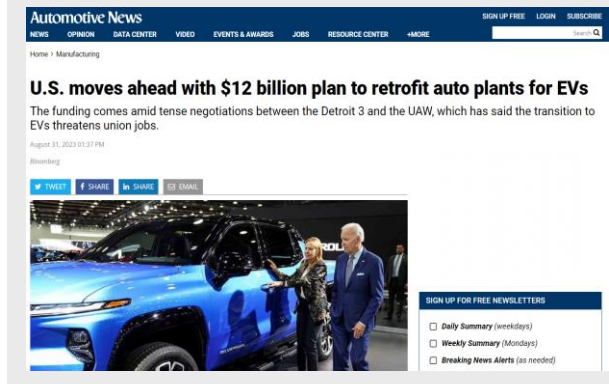 Automotive News
SIGN UP FREE LOGIN SUBSCRIBE
NEWS OPINION DATA CENTER VIDEO EVENTS & AWARDS JOBS RESOURCE CENTER +MORE
Search
Home > Manufacturing
U.S. moves ahead with $12 billion plan to retrofit auto plants for EVs
The funding comes amid tense negotiations between the Detroit 3 and the UAW, which has said the transition to
EVs threatens union jobs.
August 31, 2023 01:37 PM
Bloomberg
TWEET SHARE SHARE EMAIL
SIGN UP FOR FREE NEWSLETTERS
Daily Summary (weekdays)
Weekly Summary (Mondays)
Breaking News Alerts (as needed)